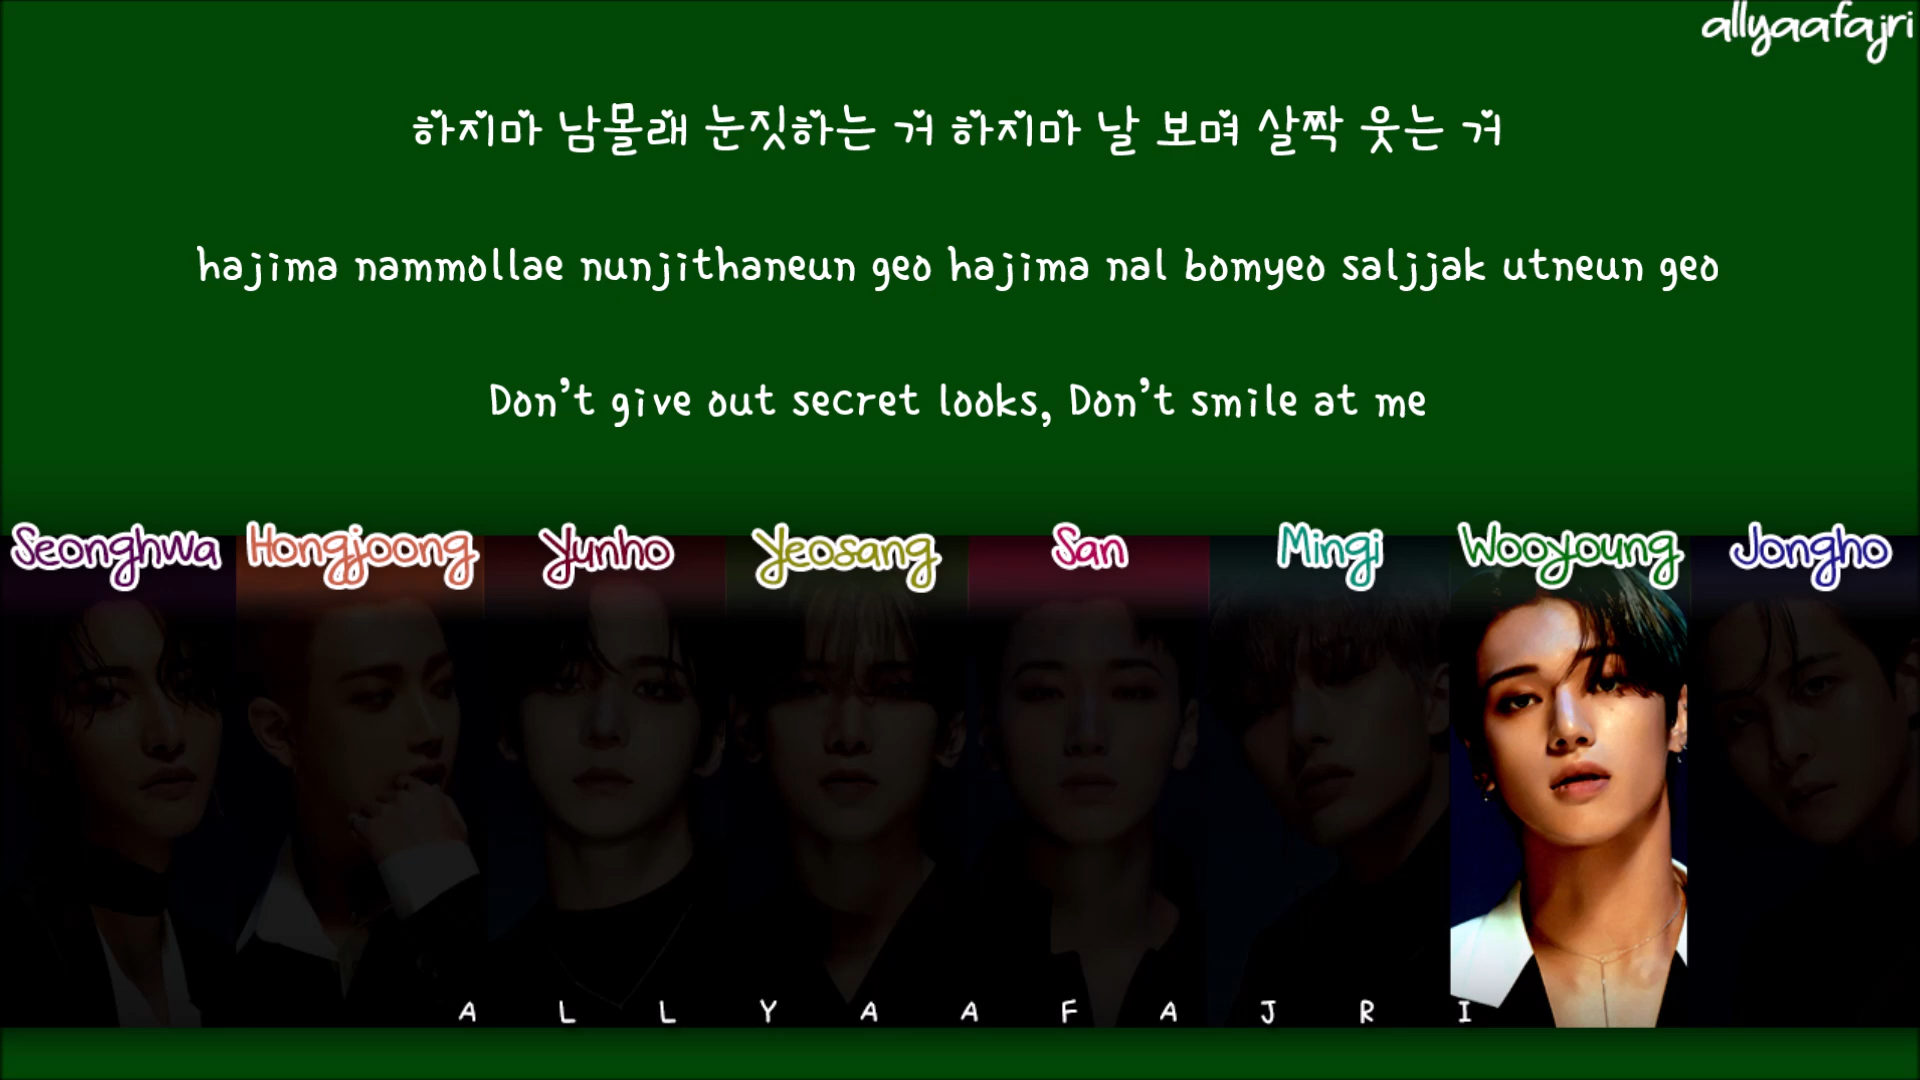 allyaafajri
하지마 남몰래 눈짓하는 거 하지마 날 보며 살짝 웃는 거
hajima nammollae nunjithaneun geo hajima nal bomyeo saljjak utneun geo
Don't give out secret looks, Don't smile at me
Seonghwa Hongjoong Yunho Yeosang San Mingi Wooyoung Jongho
A L L Y A A F A J R I